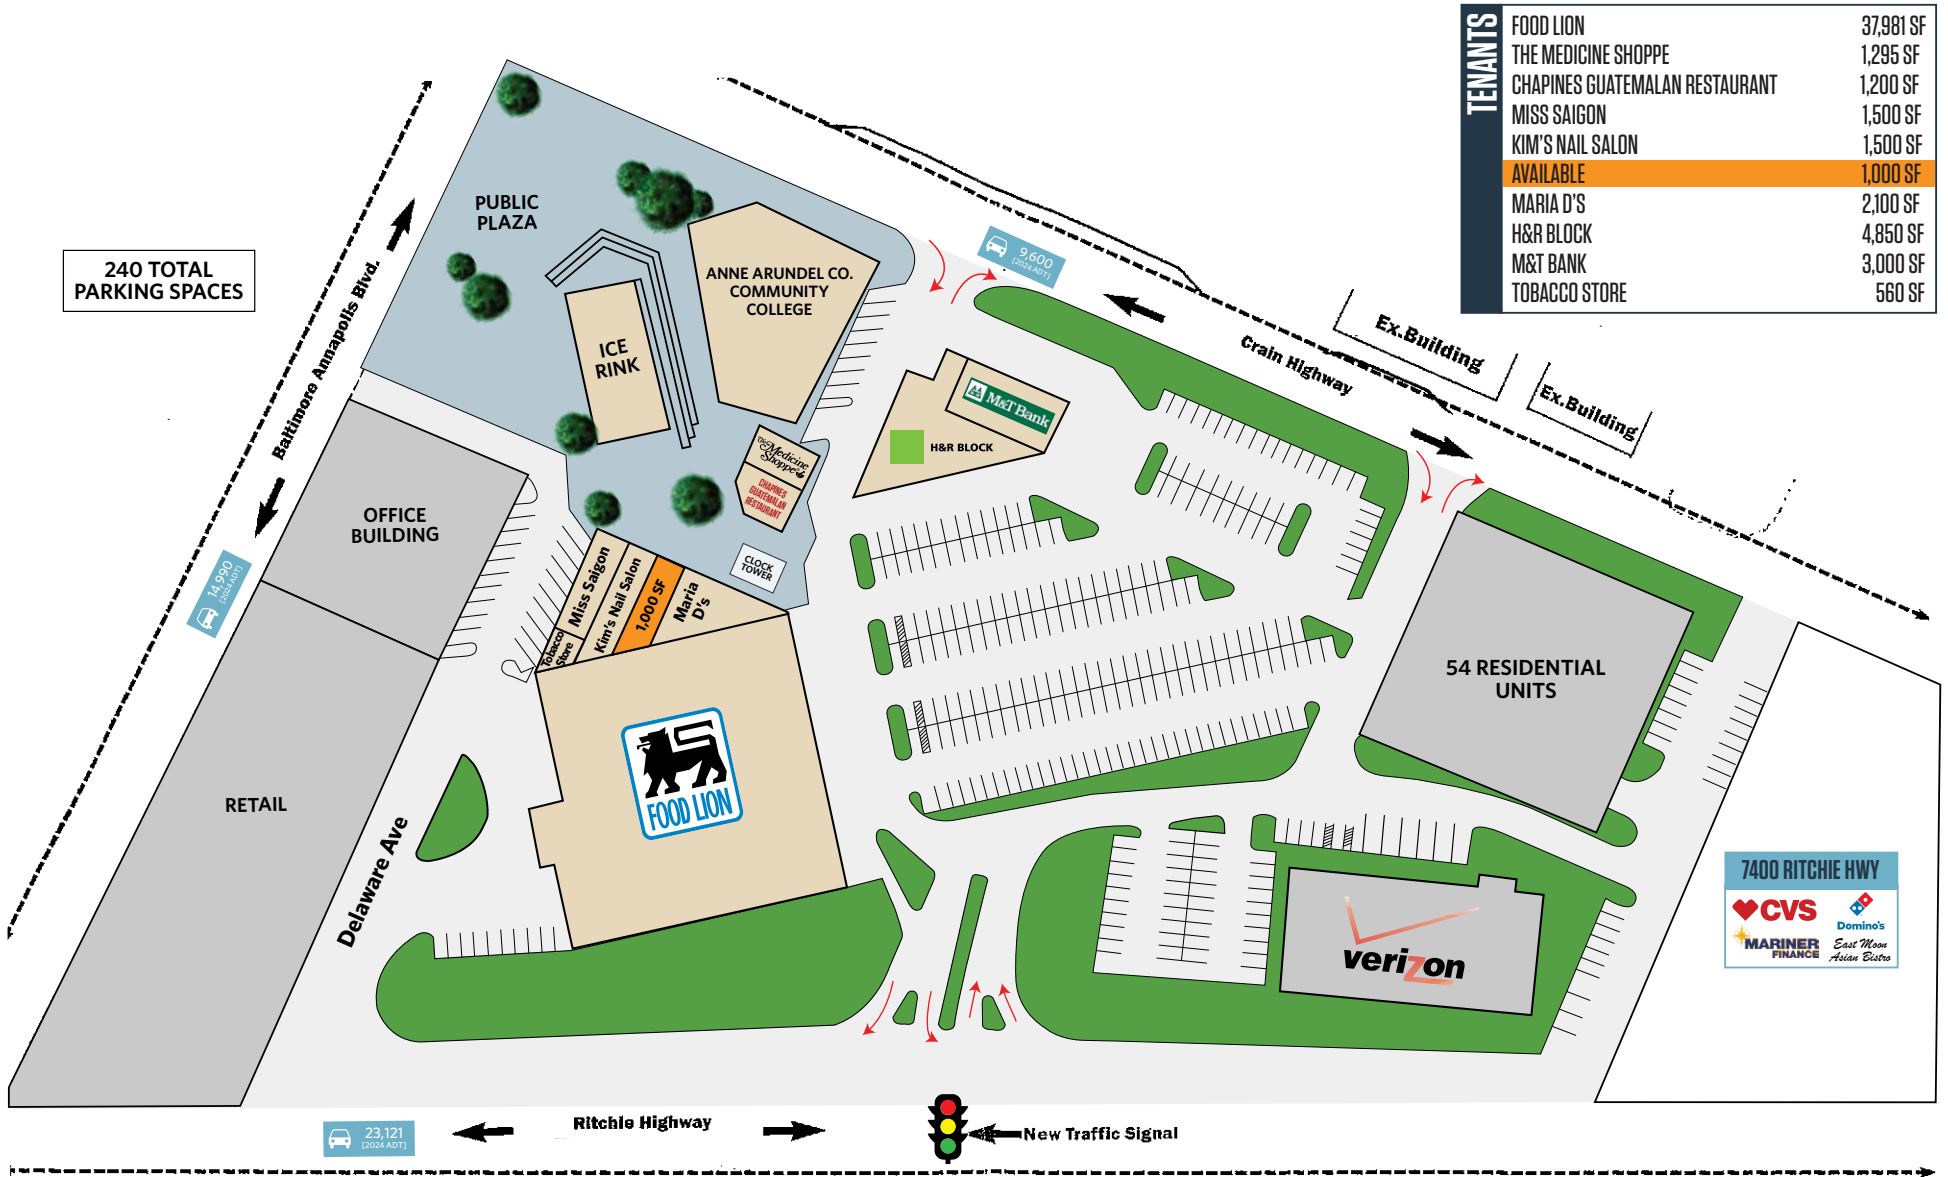 TENANTS
FOOD LION 37,981 SF
THE MEDICINE SHOPPE 1,295 SF
CHAPINES GUATEMALAN RESTAURANT 1,200 SF
MISS SAIGON 1,500 SF
KIM'S NAIL SALON 1,500 SF
AVAILABLE 1,000 SF
MARIA D'S 2,100 SF
H&R BLOCK 4,850 SF
M&T BANK 3,000 SF
TOBACCO STORE 560 SF
240 TOTAL
PARKING SPACES
PUBLIC
PLAZA
Baltimore Annapolis Blvd.
14,990
[2024 ADT]
ANNE ARUNDEL CO.
COMMUNITY
COLLEGE
ICE
RINK
9,600
[2024 ADT]
Crain Highway
Ex.Building
Ex.Building
M&T Bank
H&R BLOCK
The
Medicine
Shoppe
CHAPINES
GUATEMALAN
RESTAURANT
CLOCK
TOWER
OFFICE
BUILDING
Miss Saigon
Tobacco
Store
Kim's Nail Salon
1,000 SF
Maria
D's
FOOD LION
54 RESIDENTIAL
UNITS
RETAIL
Delaware Ave
verizon
7400 RITCHIE HWY
CVS
Domino's
MARINER
FINANCE
East Moon
Asian Bistro
23,121
[2024 ADT]
Ritchie Highway
New Traffic Signal